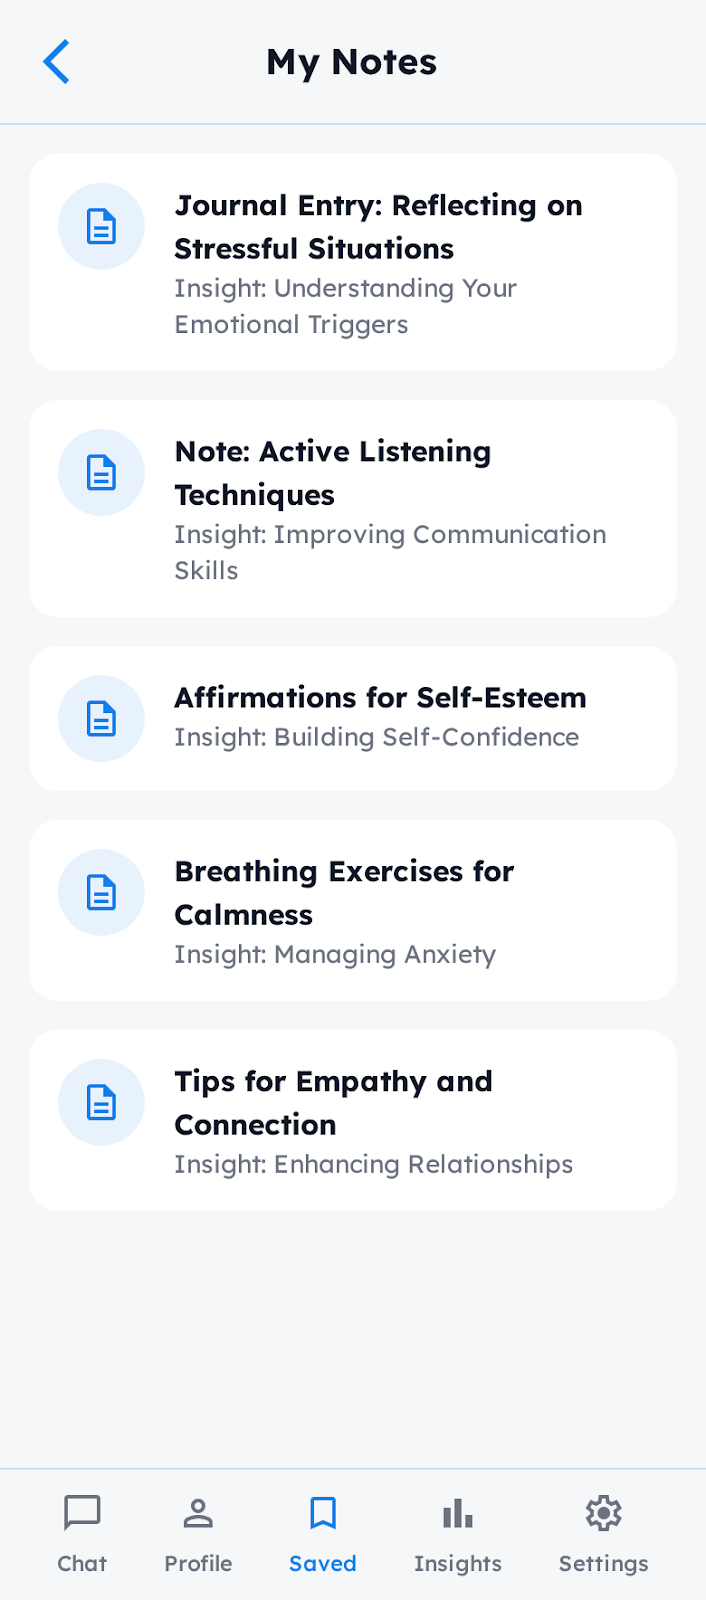 My Notes
Journal Entry: Reflecting on
Stressful Situations
Insight: Understanding Your
Emotional Triggers
Note: Active Listening
Techniques
Insight: Improving Communication
Skills
Affirmations for Self-Esteem
Insight: Building Self-Confidence
Breathing Exercises for
Calmness
Insight: Managing Anxiety
Tips for Empathy and
Connection
Insight: Enhancing Relationships
Chat Profile Saved Insights Settings